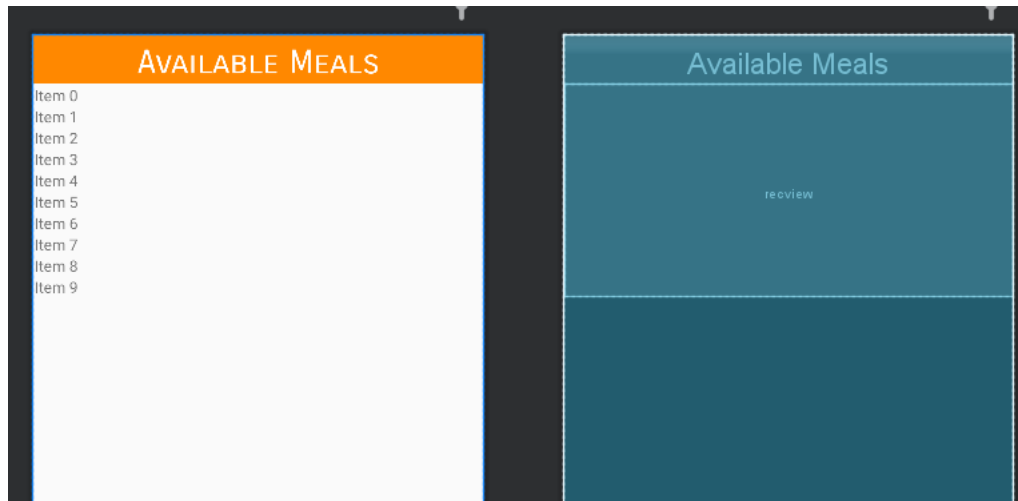 Available Meals
Item 0
Item 1
Item 2
Item 3
Item 4
Item 5
Item 6
Item 7
Item 8
Item 9
Available Meals
recview